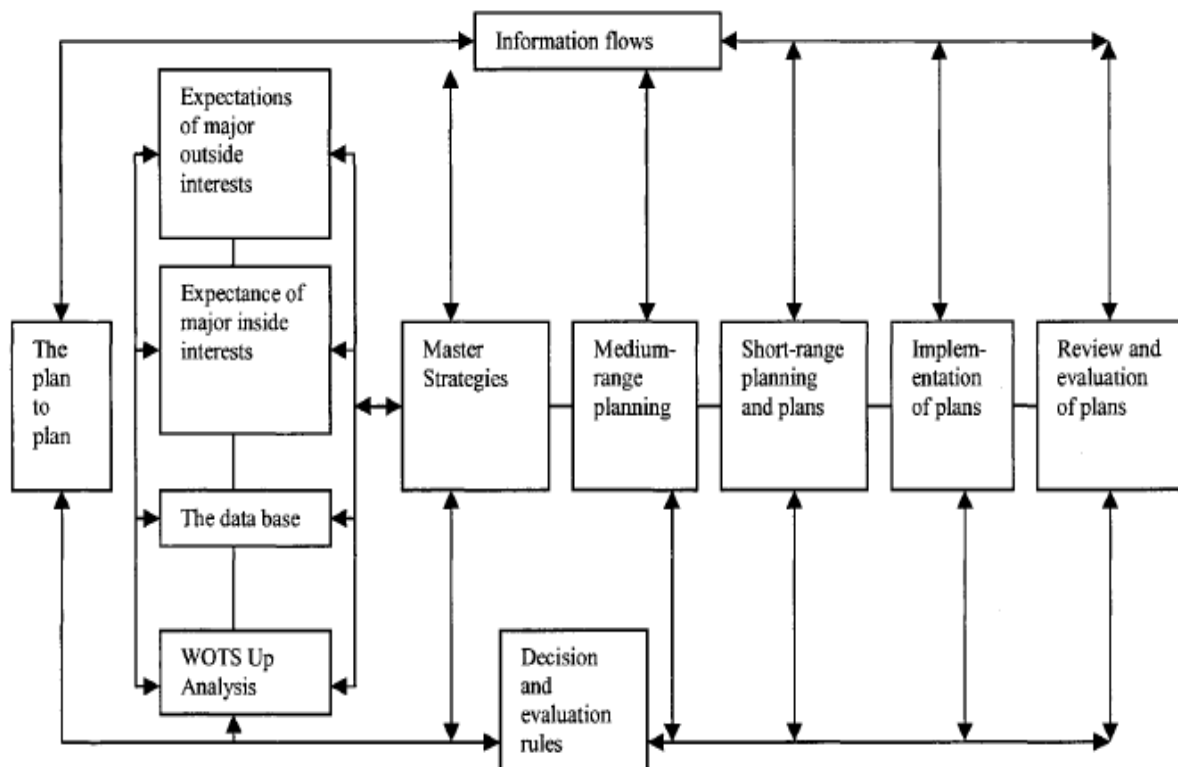 Information flows
Expectations
of major
outside
interests
Expectance of
major inside
interests
The
plan
to
plan
Master
Strategies
Medium-
range
planning
Short-range
planning
and plans
Implem-
entation
of plans
Review and
evaluation
of plans
The data base
WOTS Up
Analysis
Decision
and
evaluation
rules